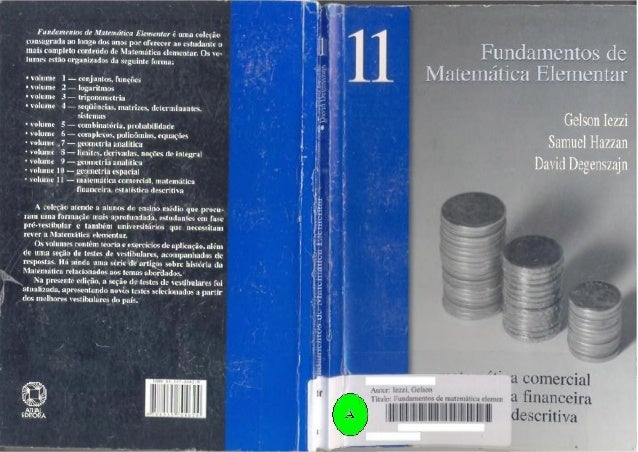 Fundamentos de Matemática Elementar é uma coleção
consagrada ao longo dos anos por oferecer ao estudante o
mais completo conteúdo de Matemática elementar. Os vo-
lumes estão organizados da seguinte forma:
• volume 1 — conjuntos, funções
• volume 2 — logaritmos
• volume 3 — trigonometria
• volume 4 — seqüências, matrizes, determinantes,
sistemas
• volume 5 — combinatória, probabilidade
• volume 6 — complexos, polinômios, equações
• volume 7 — geometria analítica
• volume 8 — limites, derivadas, noções de integral
• volume 9 — geometria analítica
• volume 10 — geometria espacial
• volume 11 — matemática comercial, matemática
financeira, estatística descritiva
A coleção atende a alunos do ensino médio que procu-
ram uma formação mais aprofundada, estudantes em fase
pré-vestibular e também universitários que necessitam
rever a Matemática elementar.
Os volumes contêm teoria e exercícios de aplicação, além
de uma seção de testes de vestibulares, acompanhados de
respostas. Há ainda uma série de artigos sobre história da
Matemática relacionados aos temas abordados.
Na presente edição, a seção de testes de vestibulares foi
atualizada, apresentando novos testes selecionados a partir
dos melhores vestibulares do país.
ATUAL
EDITORA
11
Fundamentos de
Matemática Elementar
Gelson Iezzi
Samuel Hazzan
David Degenszajn
a comercial
a financeira
descritiva
Autor: Iezzi, Gelson
Título: Fundamentos de matemática elemen
A